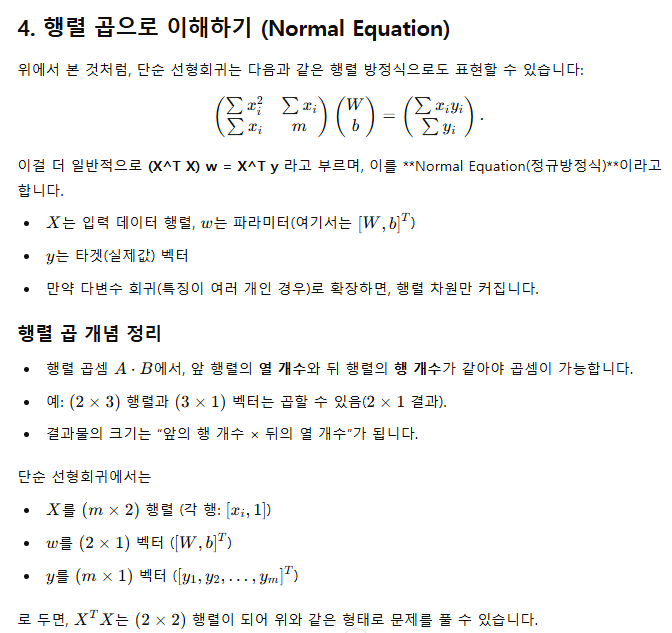 4. 행렬 곱으로 이해하기 (Normal Equation)
위에서 본 것처럼, 단순 선형회귀는 다음과 같은 행렬 방정식으로도 표현할 수 있습니다:
$\begin{pmatrix} \sum x_i^2 & \sum x_i \\ \sum x_i & m \end{pmatrix} \begin{pmatrix} W \\ b \end{pmatrix} = \begin{pmatrix} \sum x_i y_i \\ \sum y_i \end{pmatrix}.$
이걸 더 일반적으로 (X^T X) w = X^T y 라고 부르며, 이를 **Normal Equation(정규방정식)**이라고
합니다.
• $X$는 입력 데이터 행렬, $w$는 파라미터(여기서는 $[W, b]^T$)
• $y$는 타겟(실제값) 벡터
• 만약 다변수 회귀(특징이 여러 개인 경우)로 확장하면, 행렬 차원만 커집니다.
행렬 곱 개념 정리
• 행렬 곱셈 $A \cdot B$에서, 앞 행렬의 열 개수와 뒤 행렬의 행 개수가 같아야 곱셈이 가능합니다.
• 예: $(2 \times 3)$ 행렬과 $(3 \times 1)$ 벡터는 곱할 수 있음($2 \times 1$ 결과).
• 결과물의 크기는 “앞의 행 개수 × 뒤의 열 개수”가 됩니다.
단순 선형회귀에서는
• $X$를 $(m \times 2)$ 행렬 (각 행: $[x_i, 1]$)
• $w$를 $(2 \times 1)$ 벡터 ($[W, b]^T$)
• $y$를 $(m \times 1)$ 벡터 ($[y_1, y_2, \ldots, y_m]^T$)
로 두면, $X^T X$는 $(2 \times 2)$ 행렬이 되어 위와 같은 형태로 문제를 풀 수 있습니다.